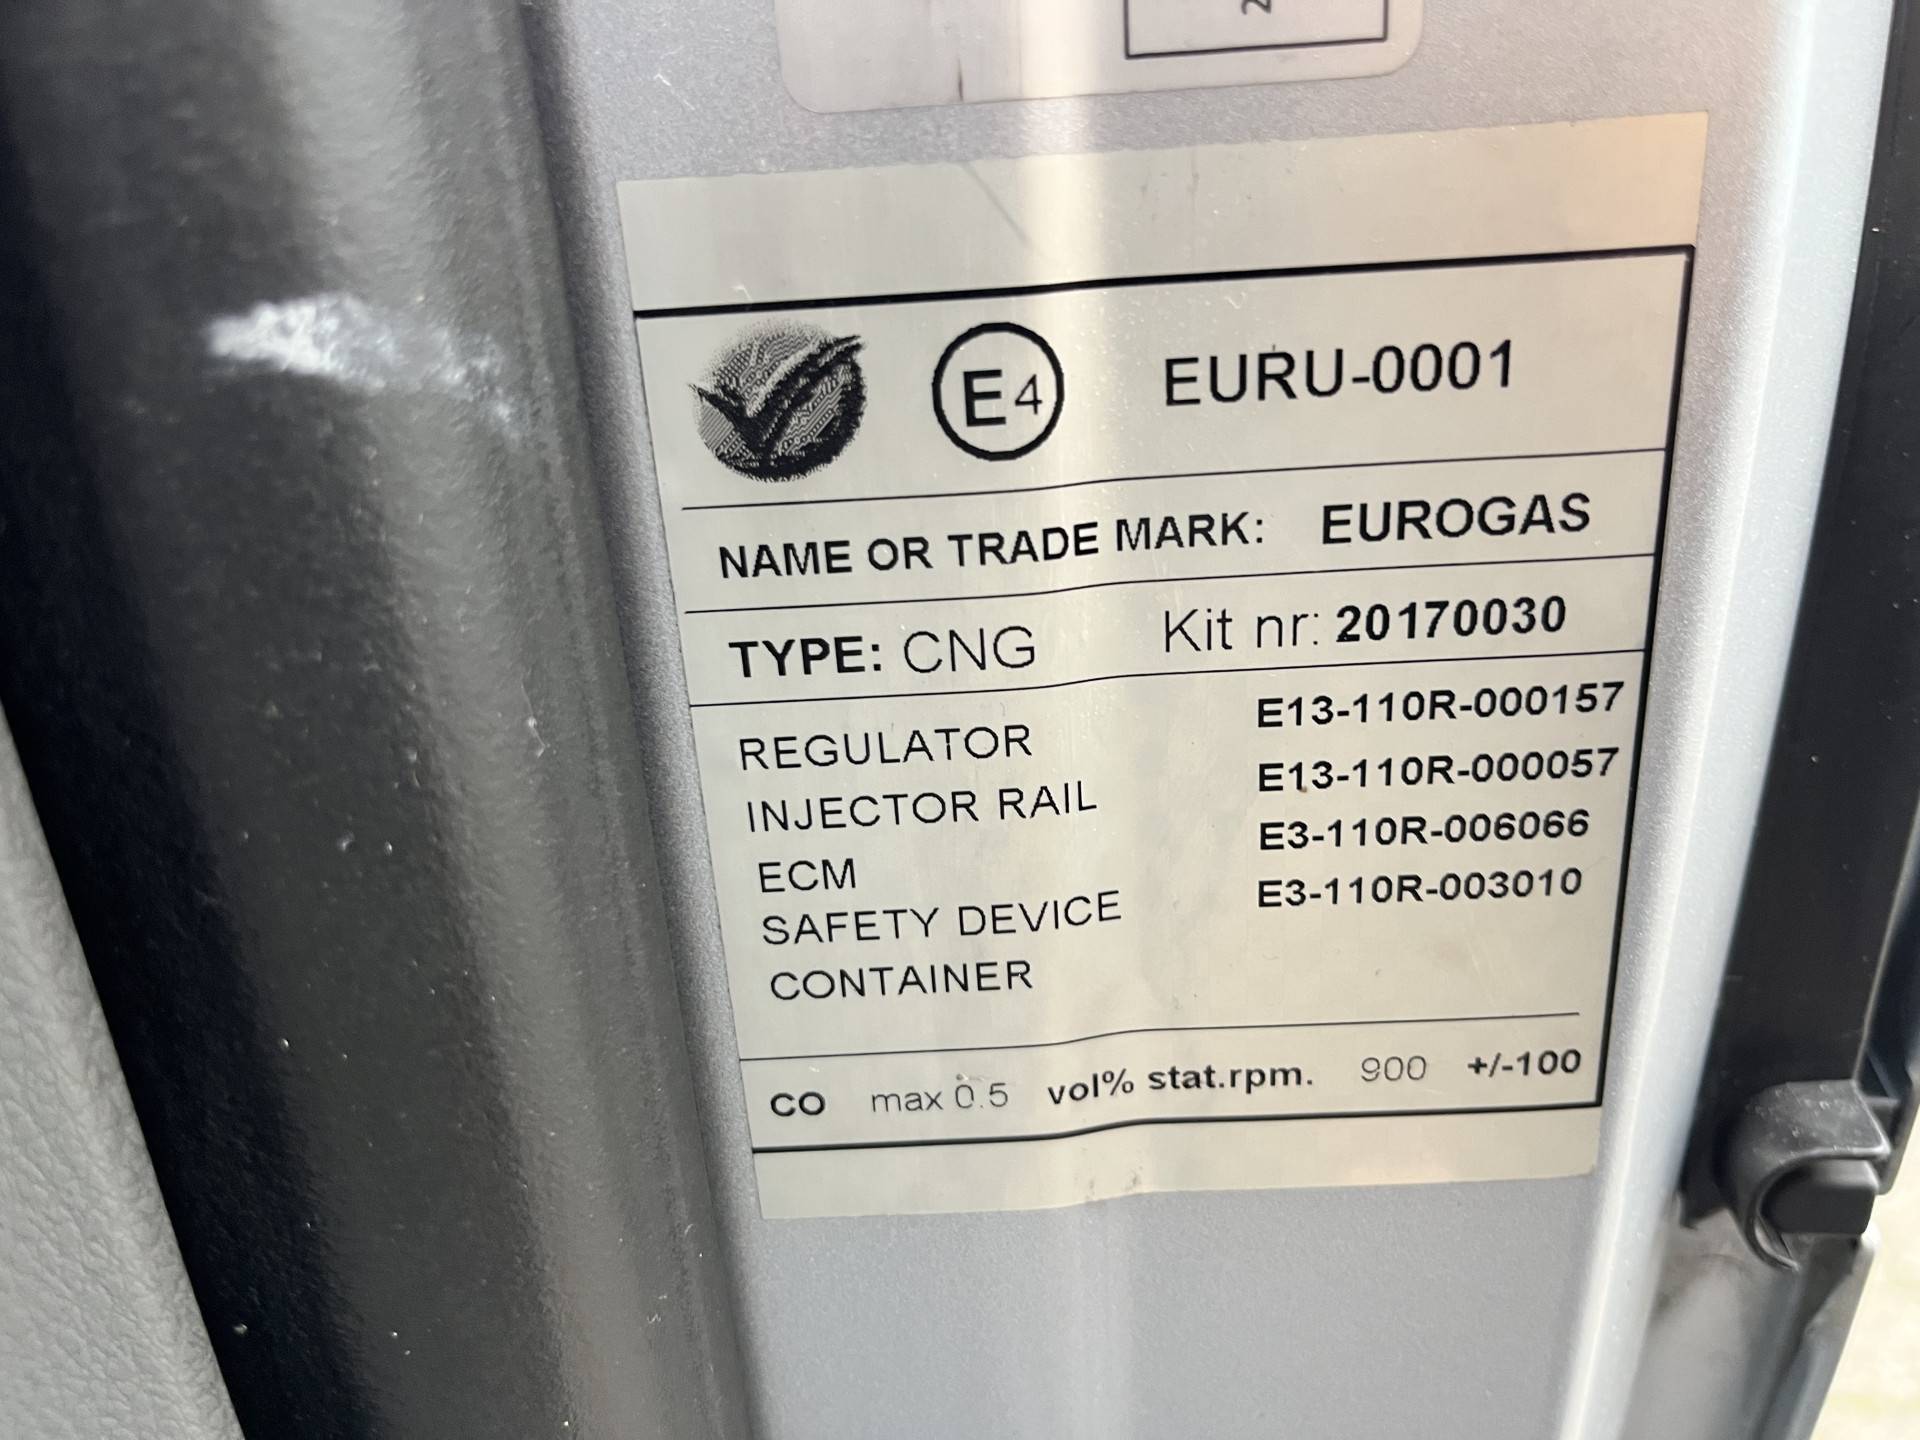 E4 EURU-0001
NAME OR TRADE MARK: EUROGAS
TYPE: CNG Kit nr: 20170030
REGULATOR E13-110R-000157
INJECTOR RAIL E13-110R-000057
ECM E3-110R-006066
SAFETY DEVICE E3-110R-003010
CONTAINER
CO max 0.5 vol% stat.rpm. 900 +/-100